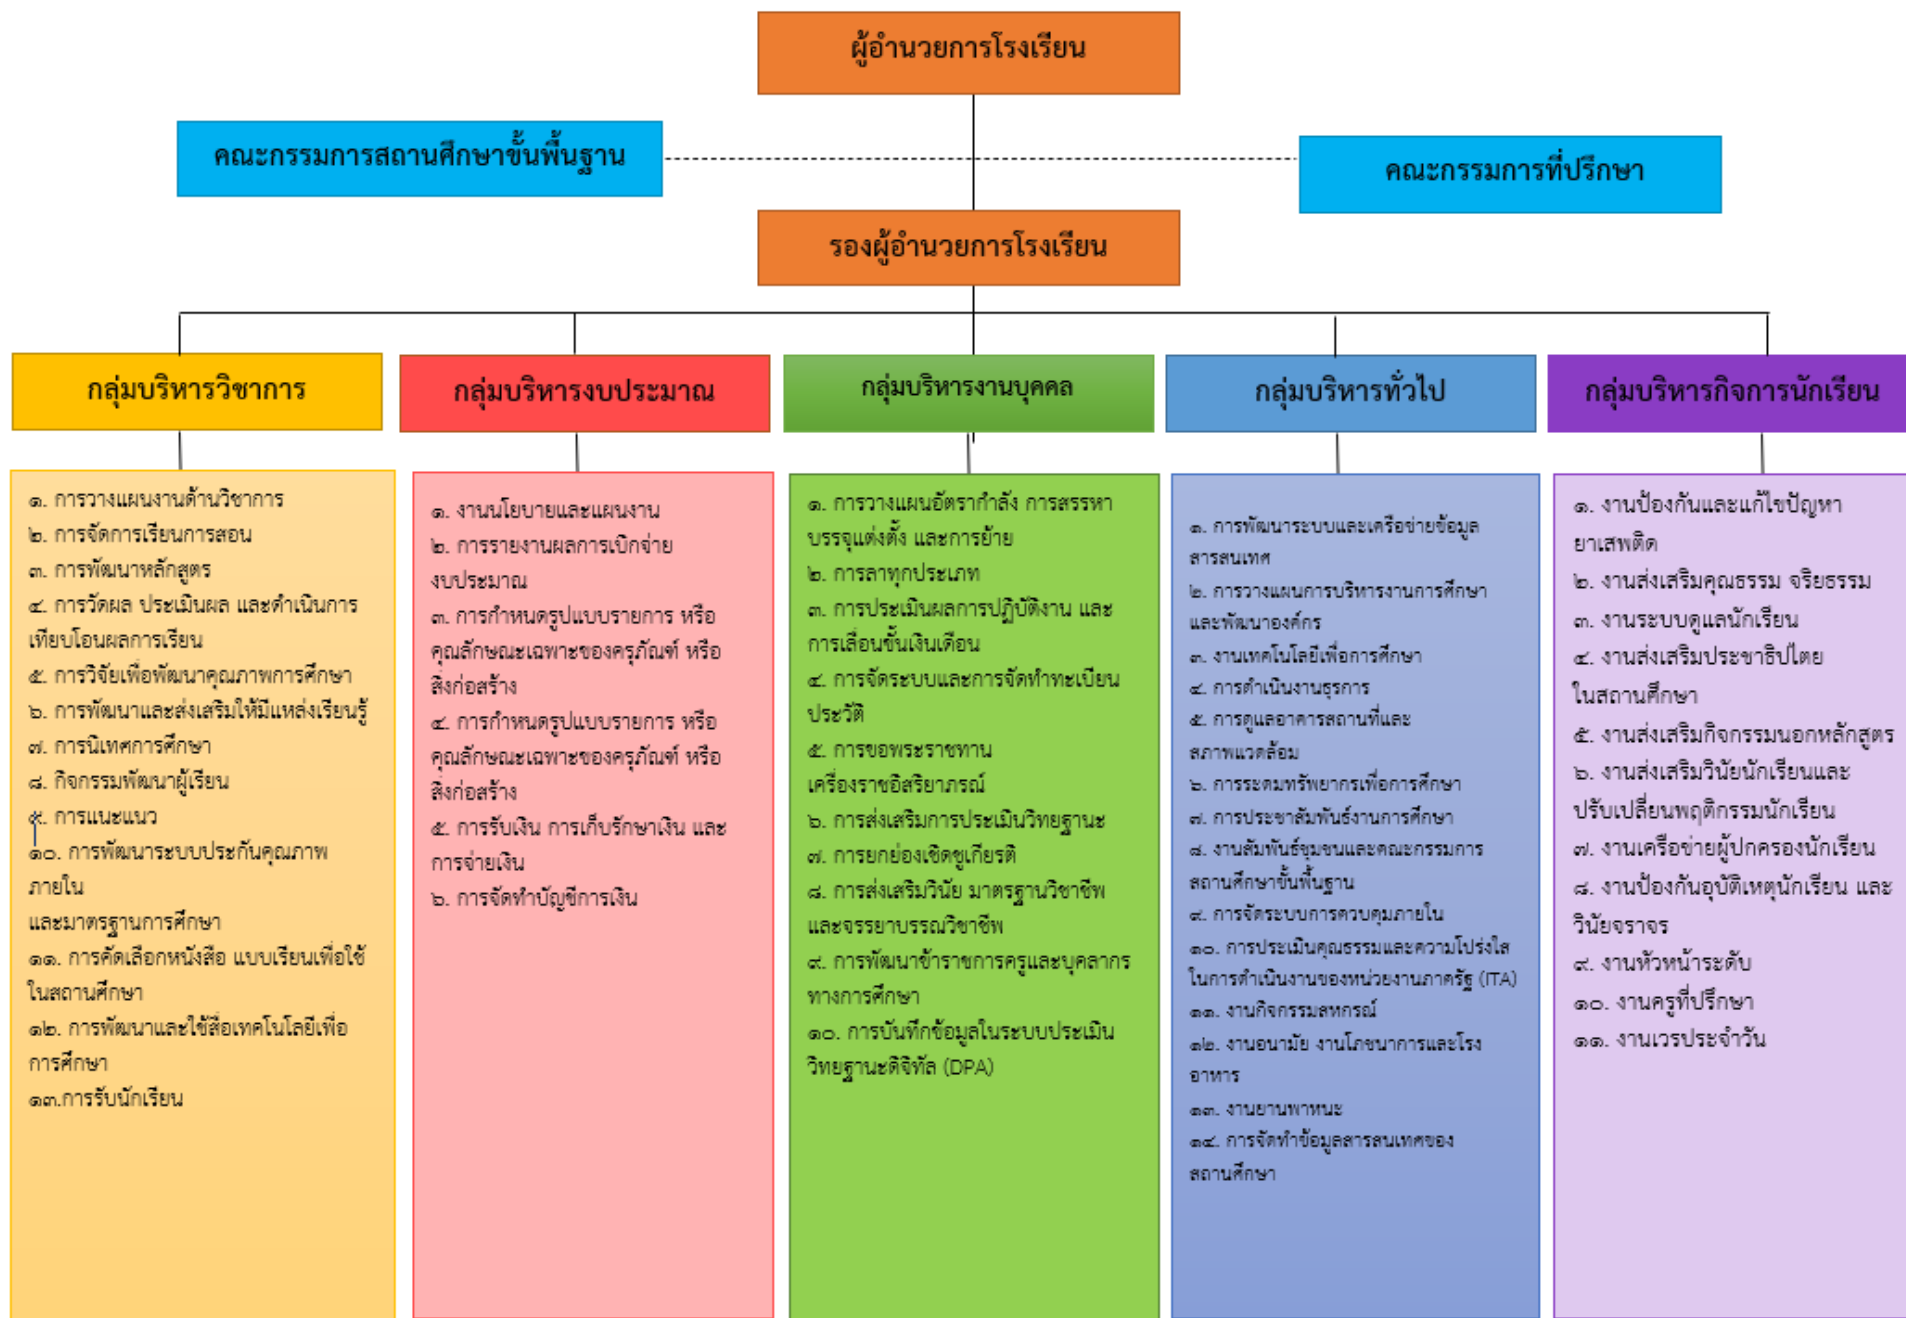 ผู้อำนวยการโรงเรียน
คณะกรรมการสถานศึกษาขั้นพื้นฐาน
คณะกรรมการที่ปรึกษา
รองผู้อำนวยการโรงเรียน
กลุ่มบริหารวิชาการ
๑. การวางแผนงานด้านวิชาการ
๒. การจัดการเรียนการสอน
๓. การพัฒนาหลักสูตร
๔. การวัดผล ประเมินผล และดำเนินการ
เทียบโอนผลการเรียน
๕. การวิจัยเพื่อพัฒนาคุณภาพการศึกษา
๖. การพัฒนาและส่งเสริมให้มีแหล่งเรียนรู้
๗. การนิเทศการศึกษา
๘. กิจกรรมพัฒนาผู้เรียน
๙. การแนะแนว
๑๐. การพัฒนาระบบประกันคุณภาพ
ภายใน
และมาตรฐานการศึกษา
๑๑. การคัดเลือกหนังสือ แบบเรียนเพื่อใช้
ในสถานศึกษา
๑๒. การพัฒนาและใช้สื่อเทคโนโลยีเพื่อ
การศึกษา
๑๓.การรับนักเรียน
กลุ่มบริหารงบประมาณ
๑. งานนโยบายและแผนงาน
๒. การรายงานผลการเบิกจ่าย
งบประมาณ
๓. การกำหนดรูปแบบรายการ หรือ
คุณลักษณะเฉพาะของครุภัณฑ์ หรือ
สิ่งก่อสร้าง
๔. การกำหนดรูปแบบรายการ หรือ
คุณลักษณะเฉพาะของครุภัณฑ์ หรือ
สิ่งก่อสร้าง
๕. การรับเงิน การเก็บรักษาเงิน และ
การจ่ายเงิน
๖. การจัดทำบัญชีการเงิน
กลุ่มบริหารงานบุคคล
๑. การวางแผนอัตรากำลัง การสรรหา
บรรจุแต่งตั้ง และการย้าย
๒. การลาทุกประเภท
๓. การประเมินผลการปฏิบัติงาน และ
การเลื่อนขั้นเงินเดือน
๔. การจัดระบบและการจัดทำทะเบียน
ประวัติ
๕. การขอพระราชทาน
เครื่องราชอิสริยาภรณ์
๖. การส่งเสริมการประเมินวิทยฐานะ
๗. การยกย่องเชิดชูเกียรติ
๘. การส่งเสริมวินัย มาตรฐานวิชาชีพ
และจรรยาบรรณวิชาชีพ
๙. การพัฒนาข้าราชการครูและบุคลากร
ทางการศึกษา
๑๐. การบันทึกข้อมูลในระบบประเมิน
วิทยฐานะดิจิทัล (DPA)
กลุ่มบริหารทั่วไป
๑. การพัฒนาระบบและเครือข่ายข้อมูล
สารสนเทศ
๒. การวางแผนการบริหารงานการศึกษา
และพัฒนาองค์กร
๓. งานเทคโนโลยีเพื่อการศึกษา
๔. การดำเนินงานธุรการ
๕. การดูแลอาคารสถานที่และ
สภาพแวดล้อม
๖. การระดมทรัพยากรเพื่อการศึกษา
๗. การประชาสัมพันธ์งานการศึกษา
๘. งานสัมพันธ์ชุมชนและคณะกรรมการ
สถานศึกษาขั้นพื้นฐาน
๙. การจัดระบบการควบคุมภายใน
๑๐. การประเมินคุณธรรมและความโปร่งใส
ในการดำเนินงานของหน่วยงานภาครัฐ (ITA)
๑๑. งานกิจกรรมสหกรณ์
๑๒. งานอนามัย งานโภชนาการและโรง
อาหาร
๑๓. งานยานพาหนะ
๑๔. การจัดทำข้อมูลสารสนเทศของ
สถานศึกษา
กลุ่มบริหารกิจการนักเรียน
๑. งานป้องกันและแก้ไขปัญหา
ยาเสพติด
๒. งานส่งเสริมคุณธรรม จริยธรรม
๓. งานระบบดูแลนักเรียน
๔. งานส่งเสริมประชาธิปไตย
ในสถานศึกษา
๕. งานส่งเสริมกิจกรรมนอกหลักสูตร
๖. งานส่งเสริมวินัยนักเรียนและ
ปรับเปลี่ยนพฤติกรรมนักเรียน
๗. งานเครือข่ายผู้ปกครองนักเรียน
๘. งานป้องกันอุบัติเหตุนักเรียน และ
วินัยจราจร
๙. งานหัวหน้าระดับ
๑๐. งานครูที่ปรึกษา
๑๑. งานเวรประจำวัน